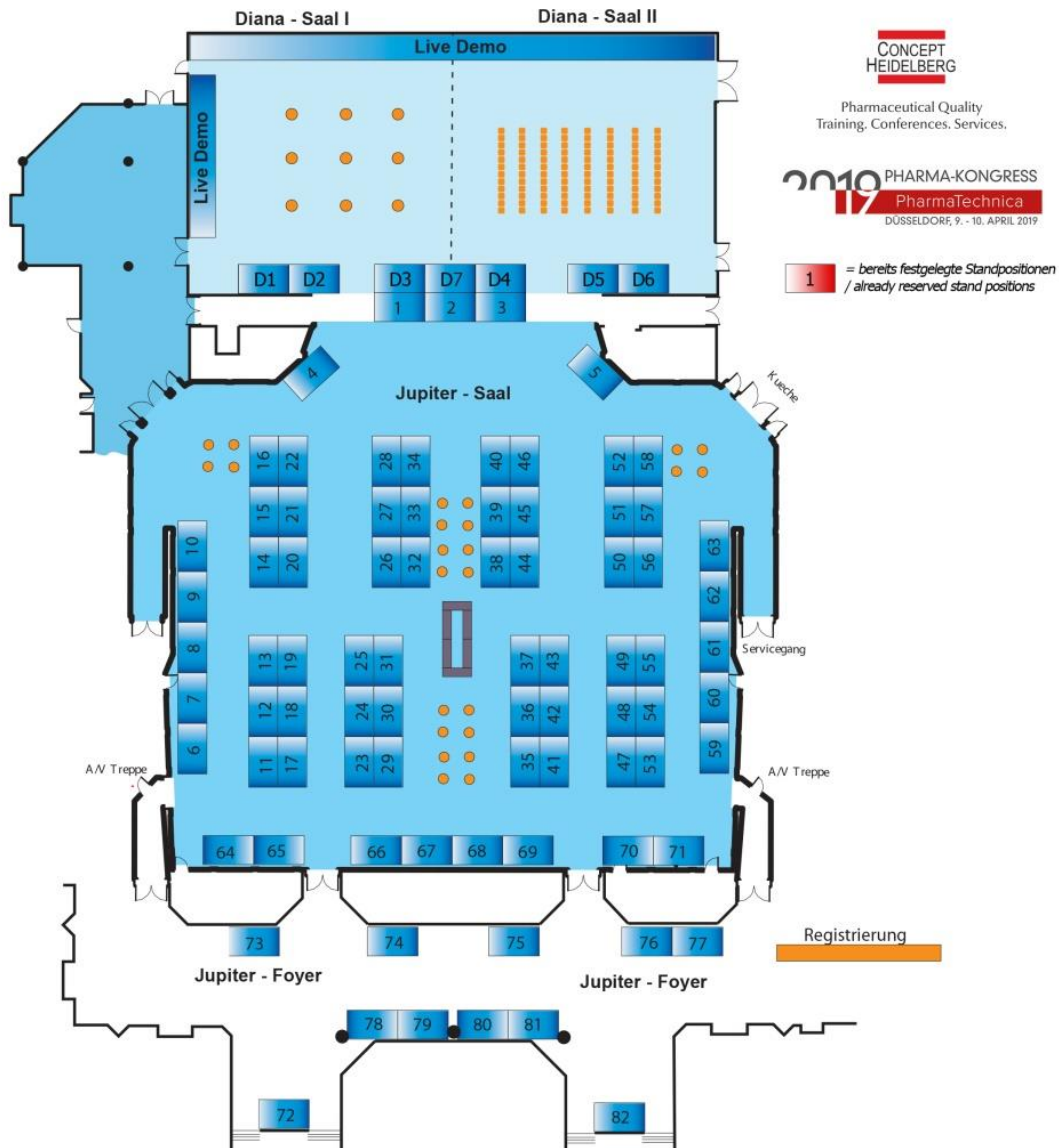 Diana - Saal I
Diana - Saal II
Live Demo
Live Demo
CONCEPT
HEIDELBERG
Pharmaceutical Quality
Training. Conferences. Services.
2019 PHARMA-KONGRESS
PharmaTechnica
DÜSSELDORF, 9. - 10. APRIL 2019
1 = bereits festgelegte Standpositionen
/ already reserved stand positions
D1 D2 D3 D7 D4 D5 D6
1 2 3
4 5
Kueche
Jupiter - Saal
16 22 28 34 40 46 52 58
15 21 27 33 39 45 51 57
14 20 26 32 38 44 50 56
10 63
9 62
8 61
7 60
6 59
Servicegang
13 19 25 31 37 43 49 55
12 18 24 30 36 42 48 54
11 17 23 29 35 41 47 53
A/V Treppe
A/V Treppe
64 65 66 67 68 69 70 71
73 74 75 76 77
Registrierung
Jupiter - Foyer
Jupiter - Foyer
78 79 80 81
72 82